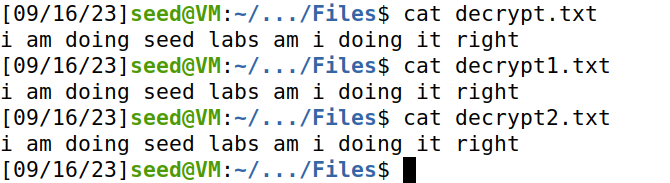 [09/16/23]seed@VM:~/.../Files$ cat decrypt.txt
i am doing seed labs am i doing it right
[09/16/23]seed@VM:~/.../Files$ cat decrypt1.txt
i am doing seed labs am i doing it right
[09/16/23]seed@VM:~/.../Files$ cat decrypt2.txt
i am doing seed labs am i doing it right
[09/16/23]seed@VM:~/.../Files$